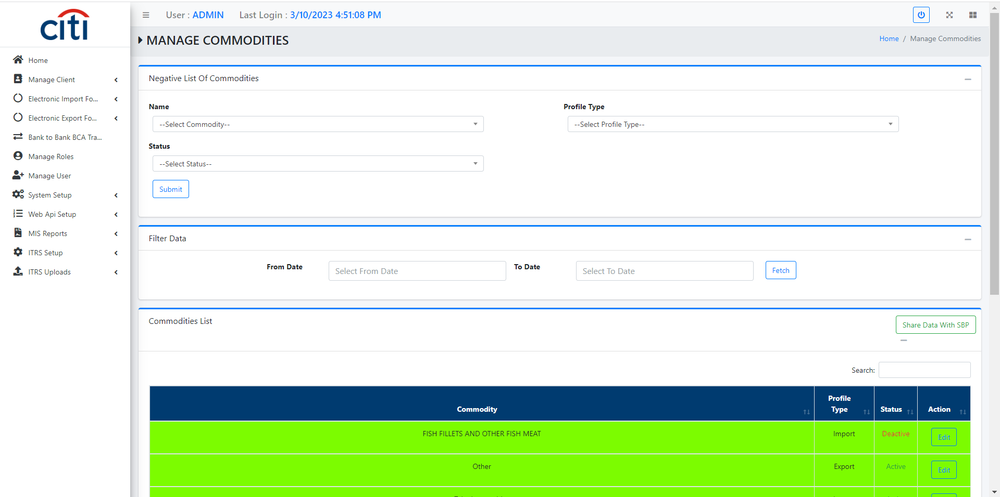 citi
User : ADMIN Last Login : 3/10/2023 4:51:08 PM
MANAGE COMMODITIES
Home / Manage Commodities
Home
Manage Client
Electronic Import Fo...
Electronic Export Fo...
Bank to Bank BCA Tra...
Manage Roles
Manage User
System Setup
Web Api Setup
MIS Reports
ITRS Setup
ITRS Uploads
Negative List Of Commodities
Name
--Select Commodity--
Profile Type
--Select Profile Type--
Status
--Select Status--
Submit
Filter Data
From Date Select From Date To Date Select To Date Fetch
Commodities List
Share Data With SBP
Search:
Commodity Profile Type Status Action
FISH FILLETS AND OTHER FISH MEAT Import Deactive Edit
Other Export Active Edit